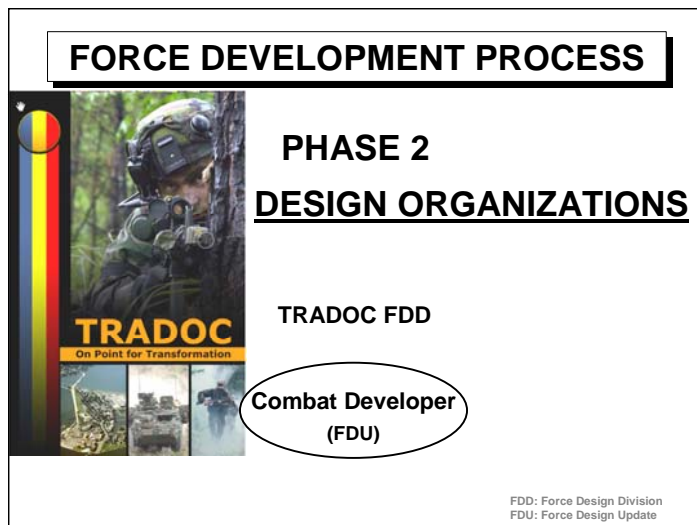 FORCE DEVELOPMENT PROCESS
PHASE 2
DESIGN ORGANIZATIONS
TRADOC
On Point for Transformation
TRADOC FDD
Combat Developer
(FDU)
FDD: Force Design Division
FDU: Force Design Update